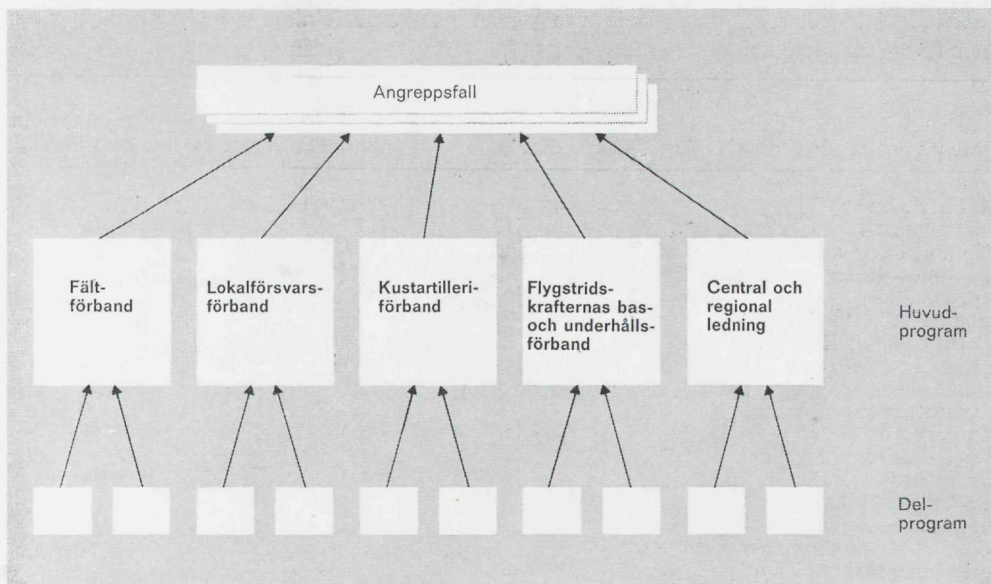 Angreppsfall
Fält-
förband
Lokalförsvars-
förband
Kustartilleri-
förband
Flygstrids-
krafternas bas-
och underhålls-
förband
Central och
regional
ledning
Huvud-
program
Del-
program